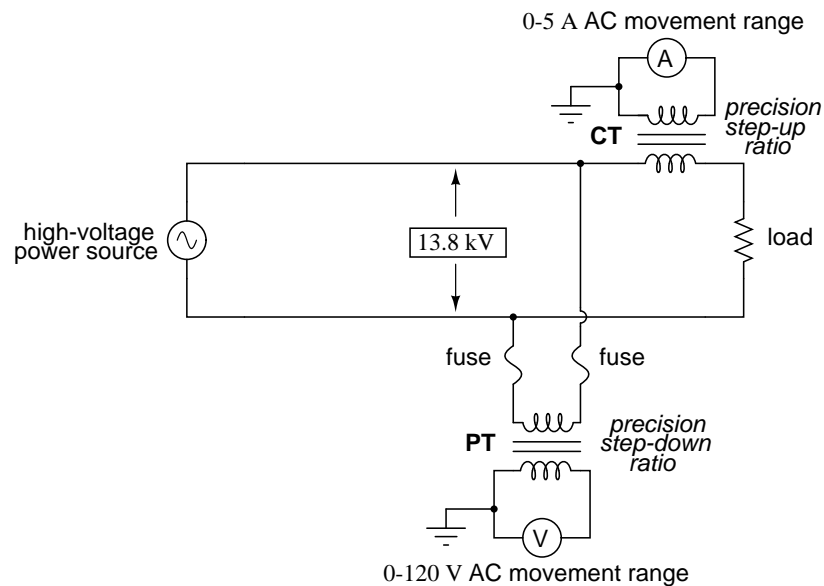 0-5 A AC movement range
A
precision
step-up
ratio
CT
high-voltage
power source
13.8 kV
load
fuse
fuse
PT
precision
step-down
ratio
V
0-120 V AC movement range